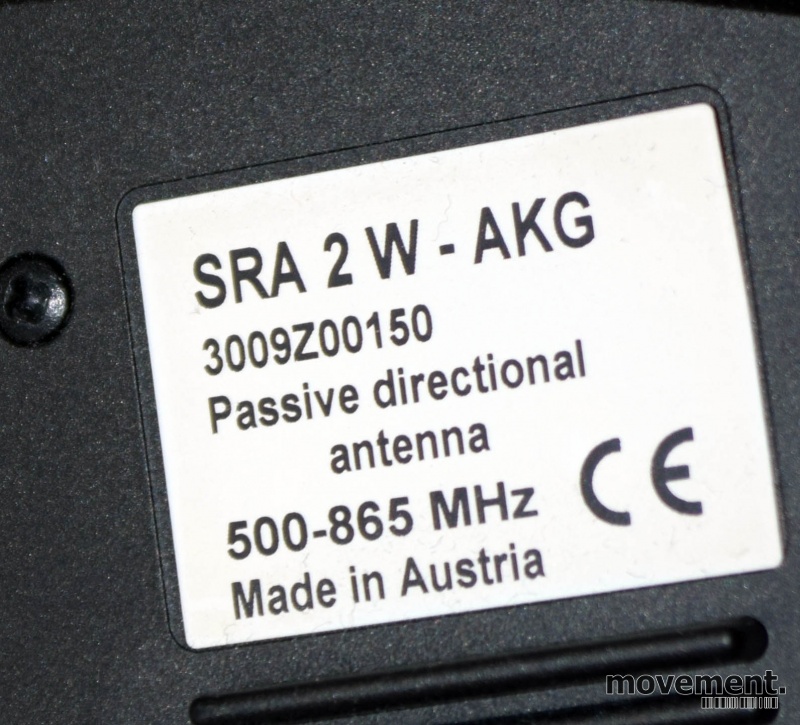 SRA 2 W - AKG
3009Z00150
Passive directional
antenna
500-865 MHz
CE
Made in Austria
movement.